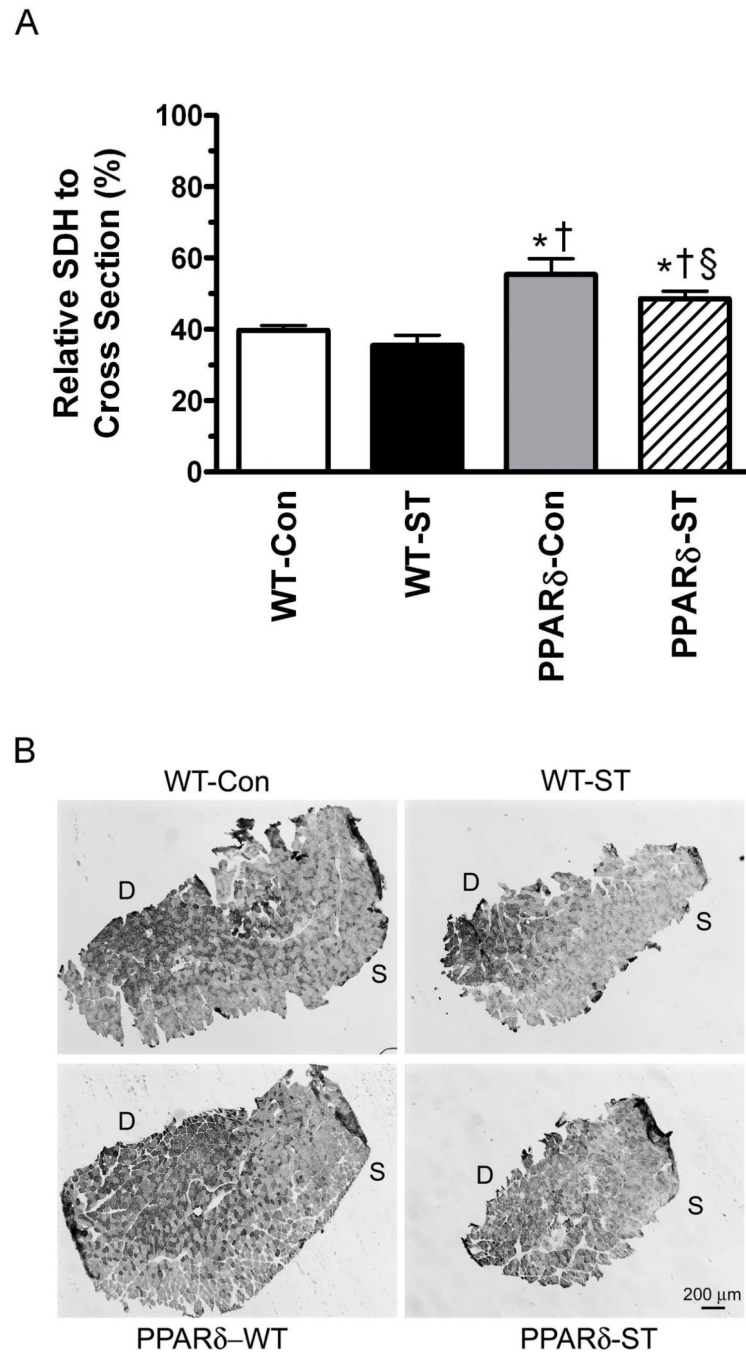 A
100
80
60
40
20
0
Relative SDH to
Cross Section (%)
*†
*†§
WT-Con
WT-ST
PPARδ-Con
PPARδ-ST
B
WT-Con
WT-ST
D
S
D
S
D
S
D
S
200 μm
PPARδ–WT
PPARδ-ST